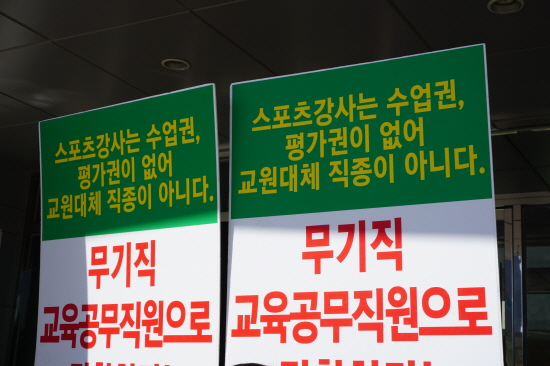 스포츠강사는 수업권,
평가권이 없어
교원대체 직종이 아니다.
무기직
교육공무직원으로
스포츠강사는 수업권,
평가권이 없어
교원대체 직종이 아니다.
무기직
교육공무직원으로